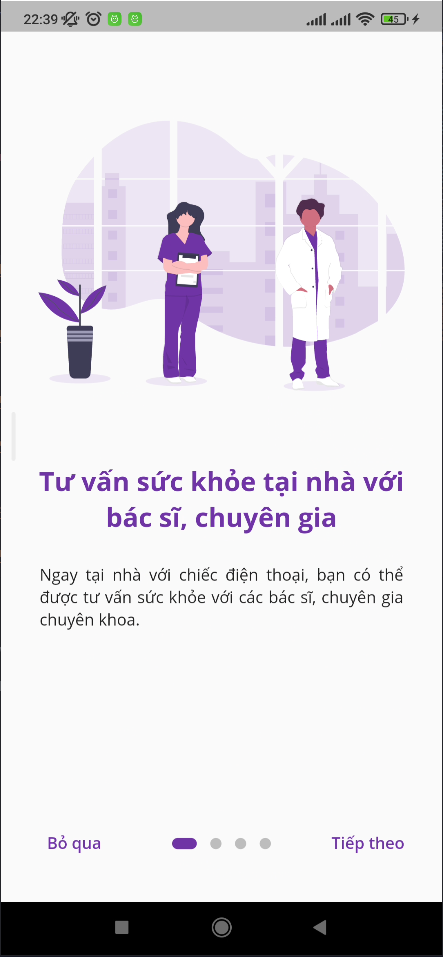 22:39
45
Tư vấn sức khỏe tại nhà với
bác sĩ, chuyên gia
Ngay tại nhà với chiếc điện thoại, bạn có thể
được tư vấn sức khỏe với các bác sĩ, chuyên gia
chuyên khoa.
Bỏ qua
Tiếp theo